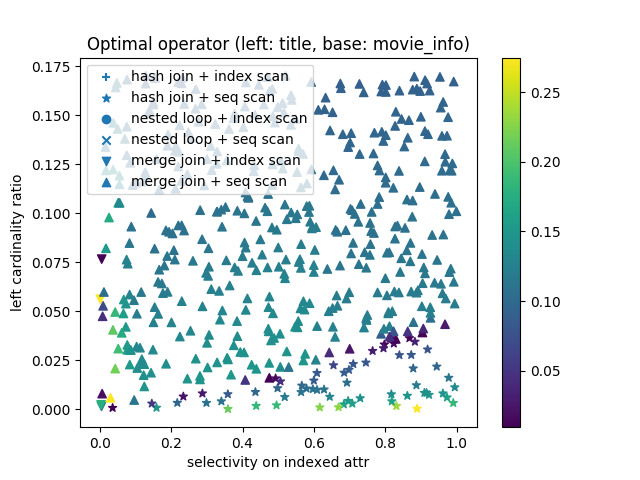 Optimal operator (left: title, base: movie_info)
left cardinality ratio
0.175
0.150
0.125
0.100
0.075
0.050
0.025
0.000
hash join + index scan
hash join + seq scan
nested loop + index scan
nested loop + seq scan
merge join + index scan
merge join + seq scan
0.0 0.2 0.4 0.6 0.8 1.0
selectivity on indexed attr
0.25
0.20
0.15
0.10
0.05